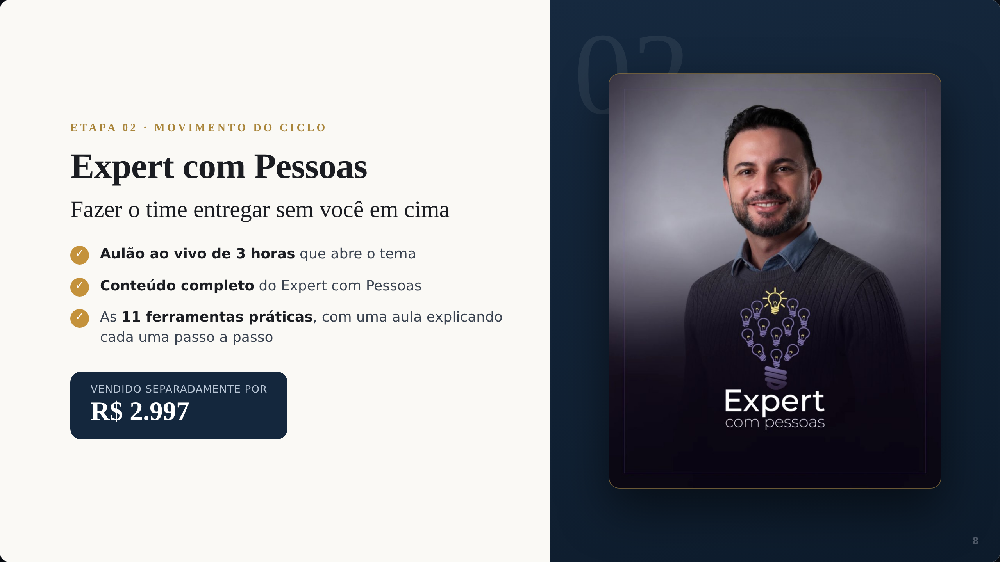 ETAPA 02 · MOVIMENTO DO CICLO
Expert com Pessoas
Fazer o time entregar sem você em cima
✓ Aulão ao vivo de 3 horas que abre o tema
✓ Conteúdo completo do Expert com Pessoas
✓ As 11 ferramentas práticas, com uma aula explicando
cada uma passo a passo
VENDIDO SEPARADAMENTE POR
R$ 2.997
02
Expert
com pessoas
8